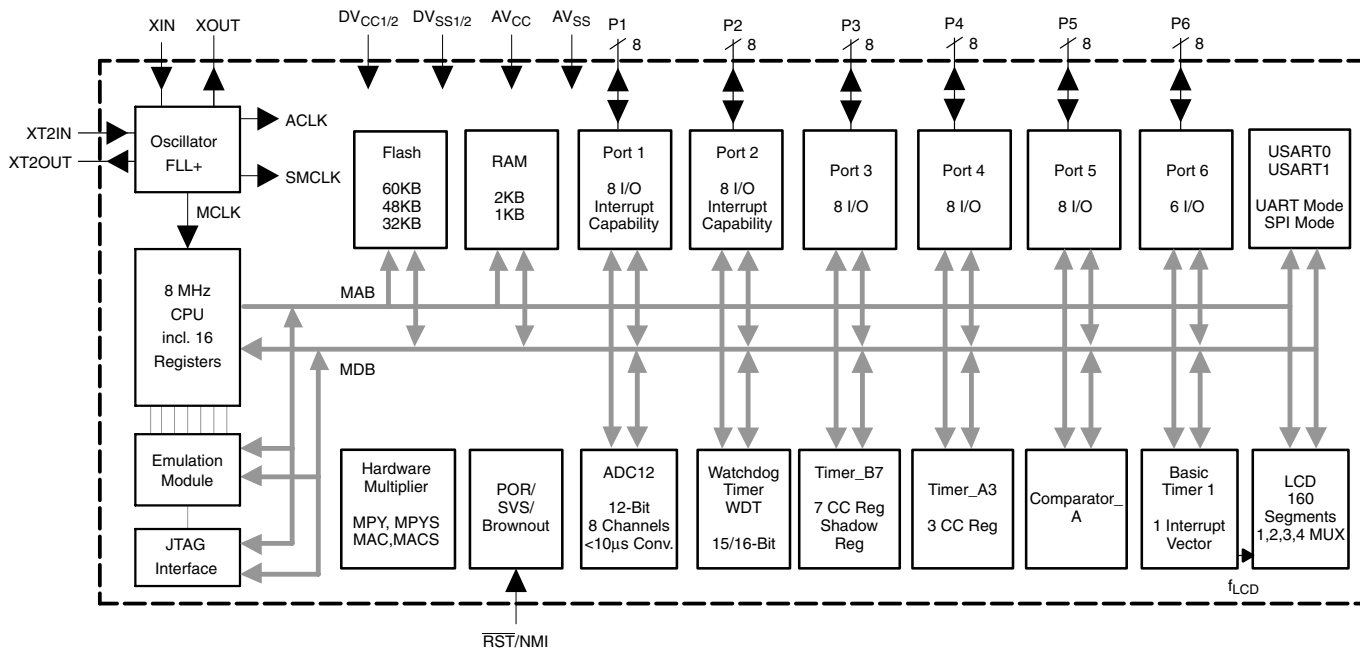 XIN XOUT DVCC1/2 DVSS1/2 AVCC AVSS P1 P2 P3 P4 P5 P6
8 8 8 8 8 8
XT2IN
XT2OUT
Oscillator
FLL+
ACLK
SMCLK
MCLK
Flash
60KB
48KB
32KB
RAM
2KB
1KB
Port 1
8 I/O
Interrupt
Capability
Port 2
8 I/O
Interrupt
Capability
Port 3
8 I/O
Port 4
8 I/O
Port 5
8 I/O
Port 6
6 I/O
USART0
USART1
UART Mode
SPI Mode
8 MHz
CPU
incl. 16
Registers
MAB
MDB
Emulation
Module
JTAG
Interface
Hardware
Multiplier
MPY, MPYS
MAC,MACS
POR/
SVS/
Brownout
ADC12
12-Bit
8 Channels
<10μs Conv.
Watchdog
Timer
WDT
15/16-Bit
Timer_B7
7 CC Reg
Shadow
Reg
Timer_A3
3 CC Reg
Comparator_
A
Basic
Timer 1
1 Interrupt
Vector
LCD
160
Segments
1,2,3,4 MUX
fLCD
RST/NMI